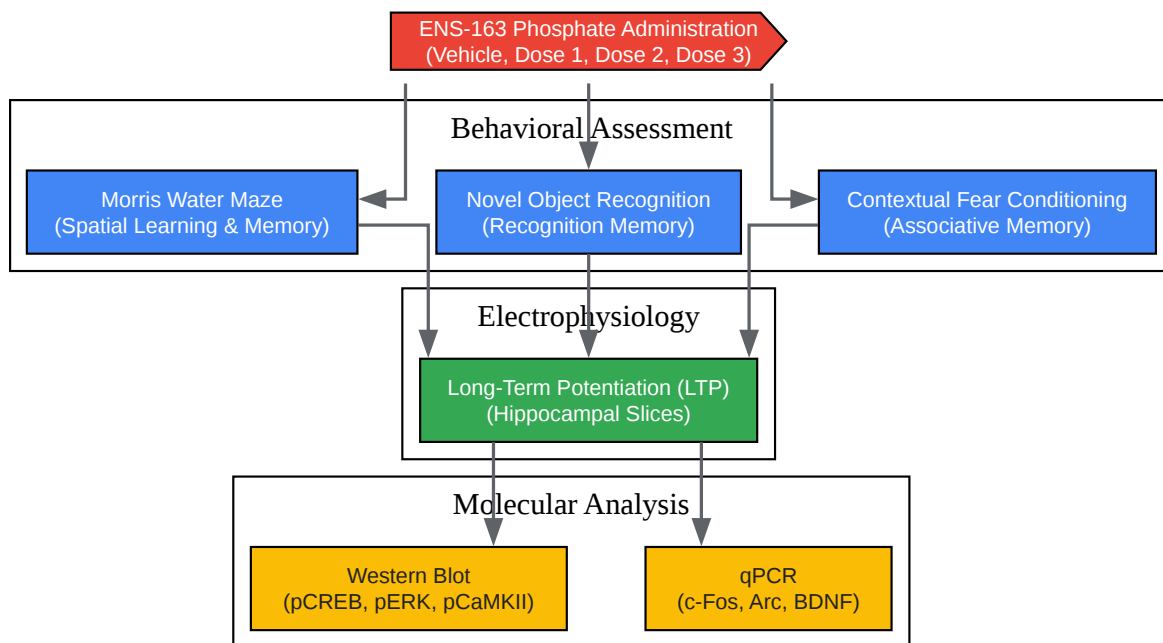 ENS-163 Phosphate Administration
(Vehicle, Dose 1, Dose 2, Dose 3)
Behavioral Assessment
Morris Water Maze
(Spatial Learning & Memory)
Novel Object Recognition
(Recognition Memory)
Contextual Fear Conditioning
(Associative Memory)
Electrophysiology
Long-Term Potentiation (LTP)
(Hippocampal Slices)
Molecular Analysis
Western Blot
(pCREB, pERK, pCaMKII)
qPCR
(c-Fos, Arc, BDNF)